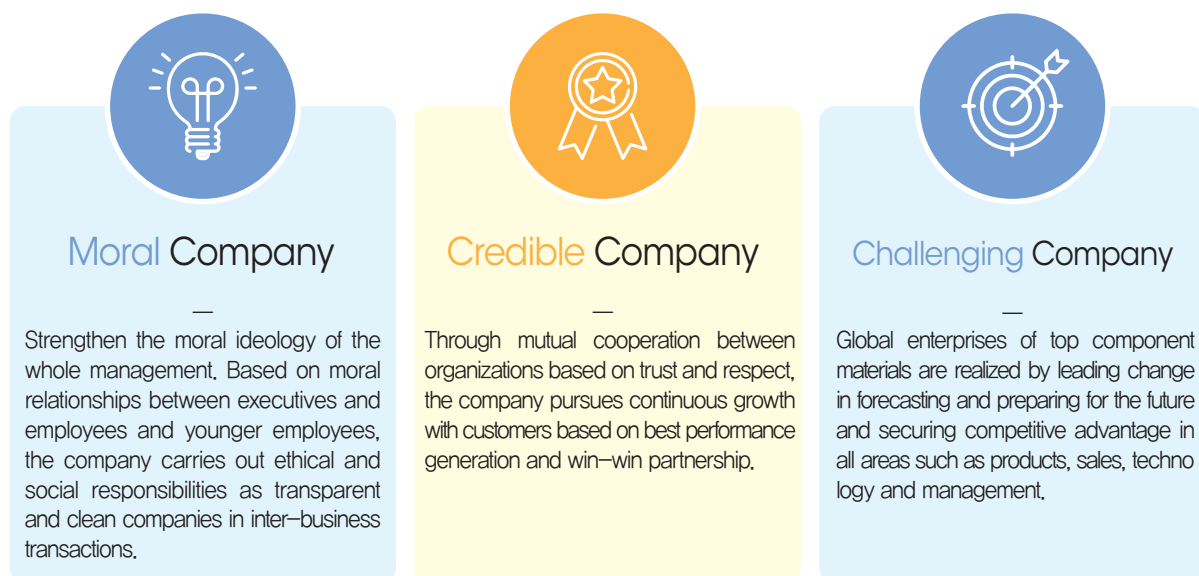 Moral Company
—
Strengthen the moral ideology of the
whole management. Based on moral
relationships between executives and
employees and younger employees,
the company carries out ethical and
social responsibilities as transparent
and clean companies in inter-business
transactions.
Credible Company
—
Through mutual cooperation between
organizations based on trust and respect,
the company pursues continuous growth
with customers based on best performance
generation and win-win partnership.
Challenging Company
—
Global enterprises of top component
materials are realized by leading change
in forecasting and preparing for the future
and securing competitive advantage in
all areas such as products, sales, techno
logy and management.